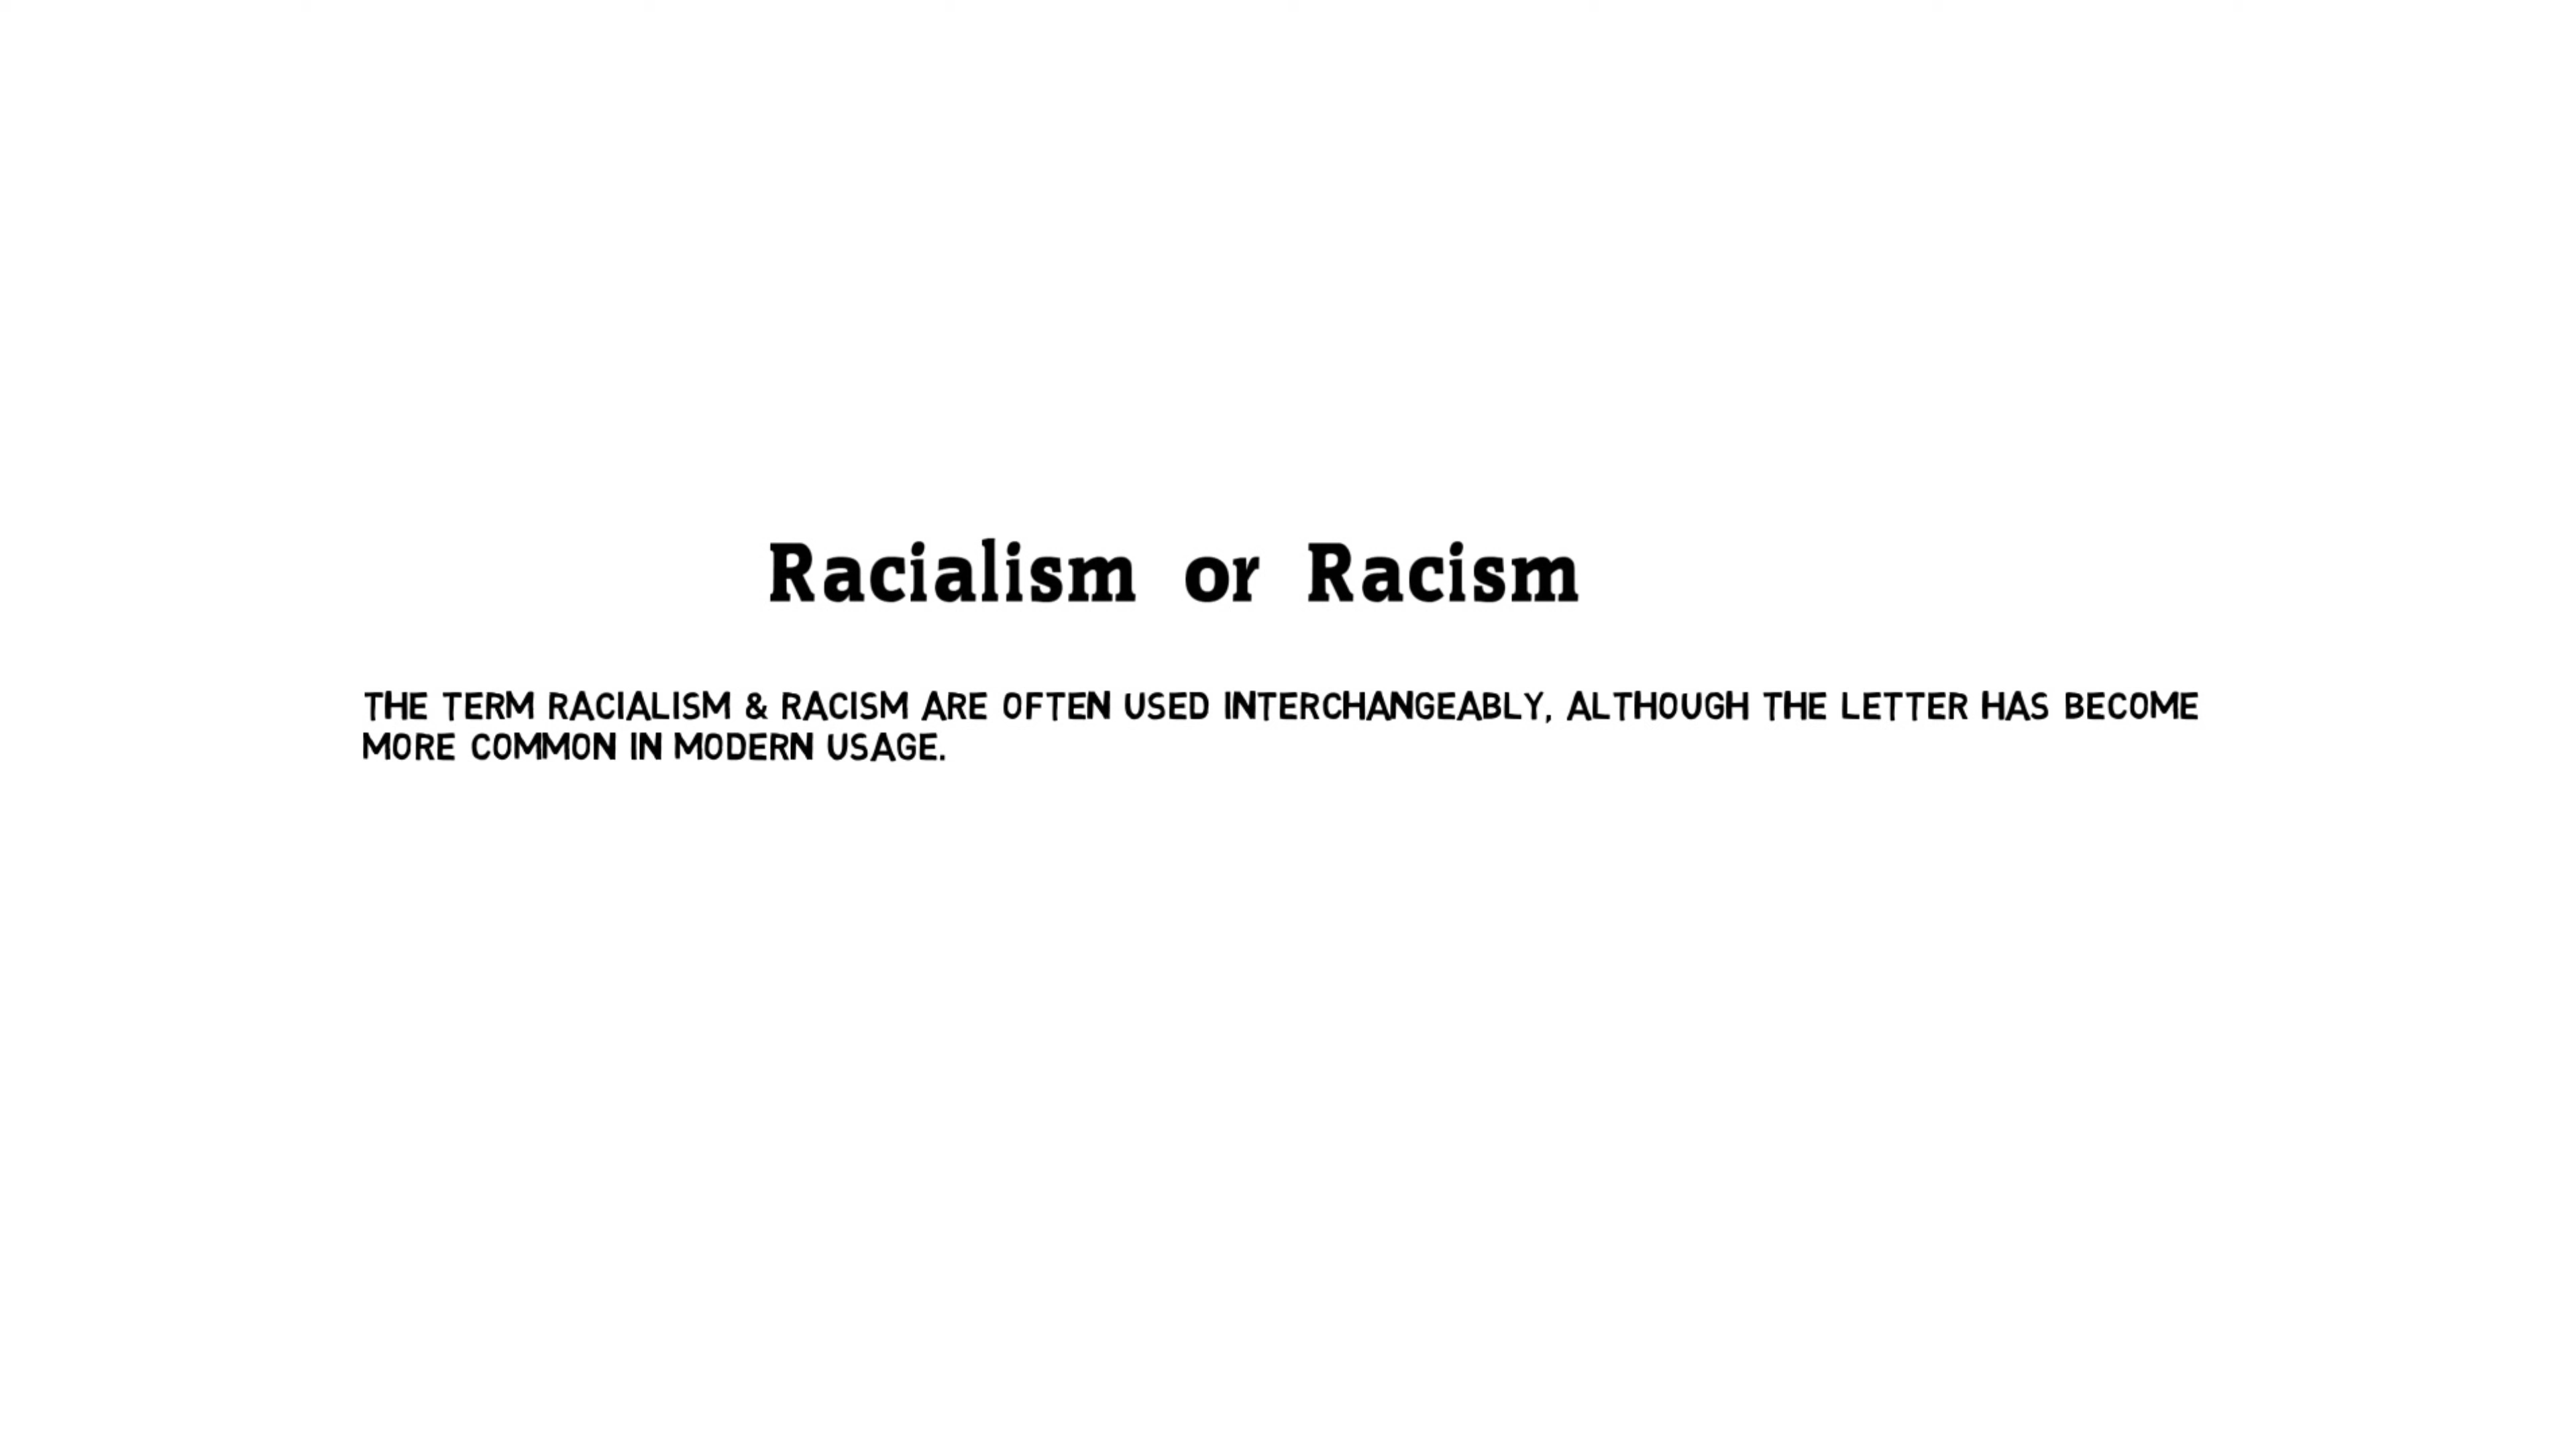 Racialism or Racism
THE TERM RACIALISM & RACISM ARE OFTEN USED INTERCHANGEABLY, ALTHOUGH THE LETTER HAS BECOME
MORE COMMON IN MODERN USAGE.